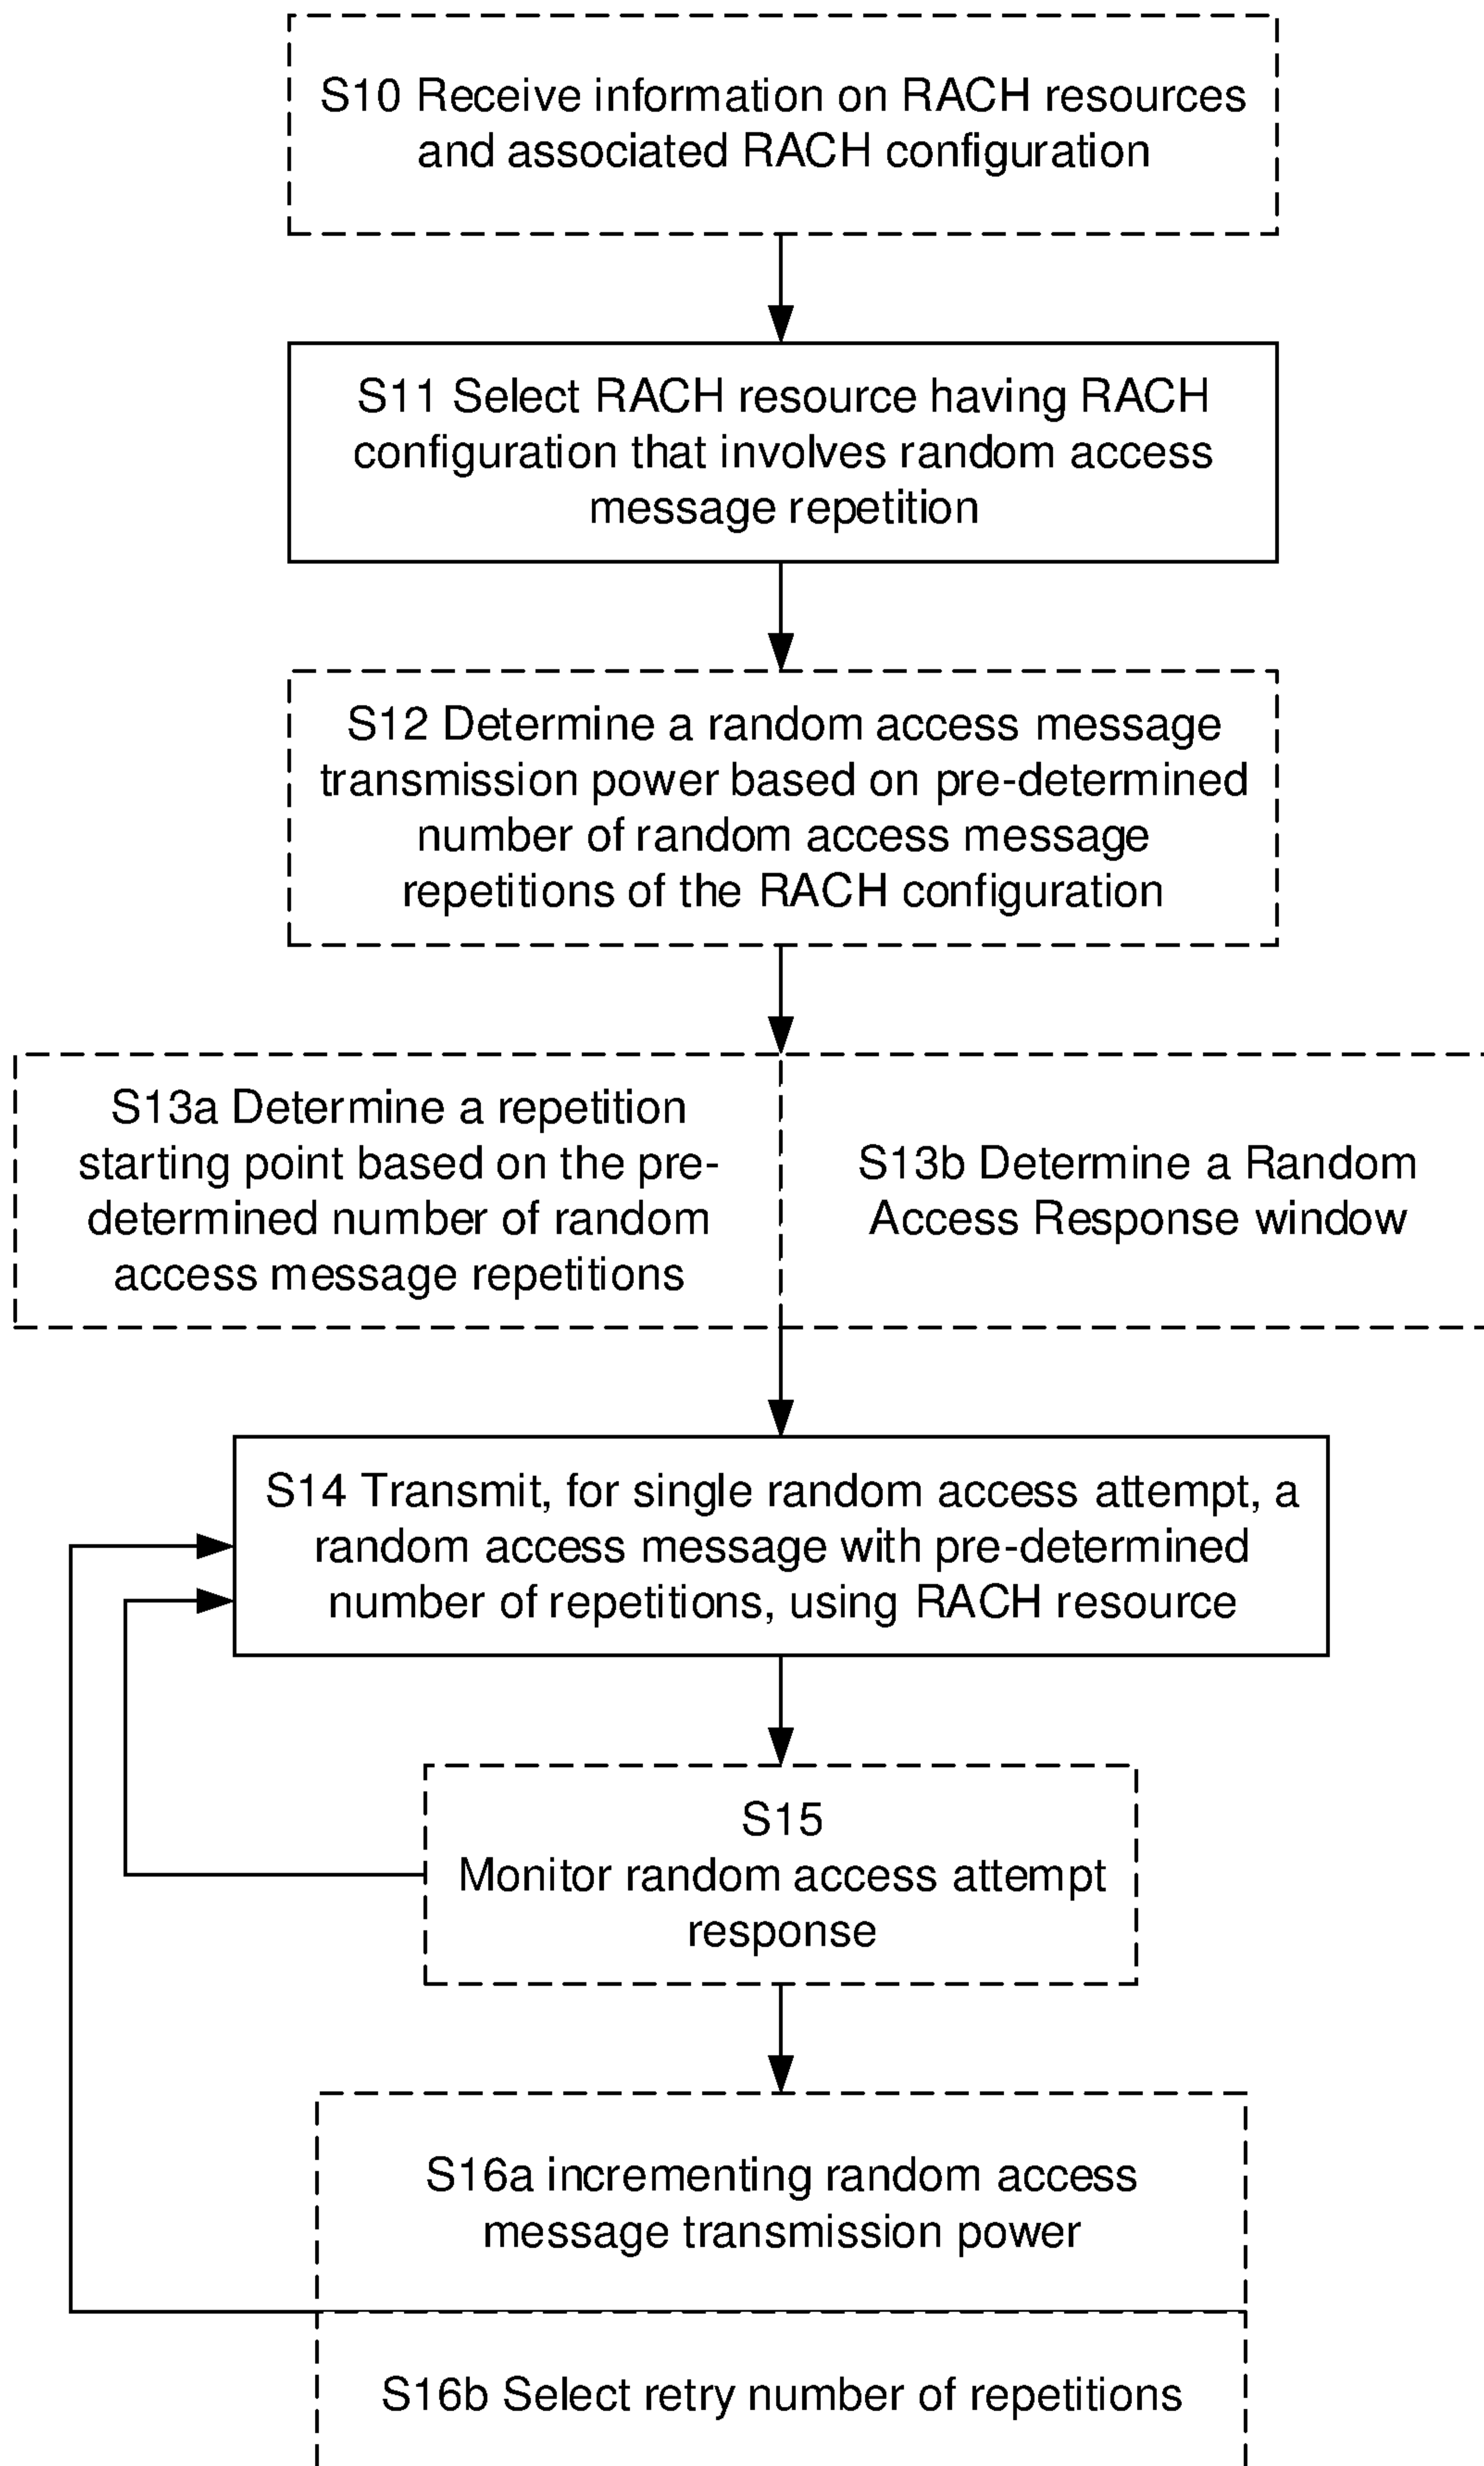 S10 Receive information on RACH resources
and associated RACH configuration
S11 Select RACH resource having RACH
configuration that involves random access
message repetition
S12 Determine a random access message
transmission power based on pre-determined
number of random access message
repetitions of the RACH configuration
S13a Determine a repetition
starting point based on the pre-
determined number of random
access message repetitions
S13b Determine a Random
Access Response window
S14 Transmit, for single random access attempt, a
random access message with pre-determined
number of repetitions, using RACH resource
S15
Monitor random access attempt
response
S16a incrementing random access
message transmission power
S16b Select retry number of repetitions